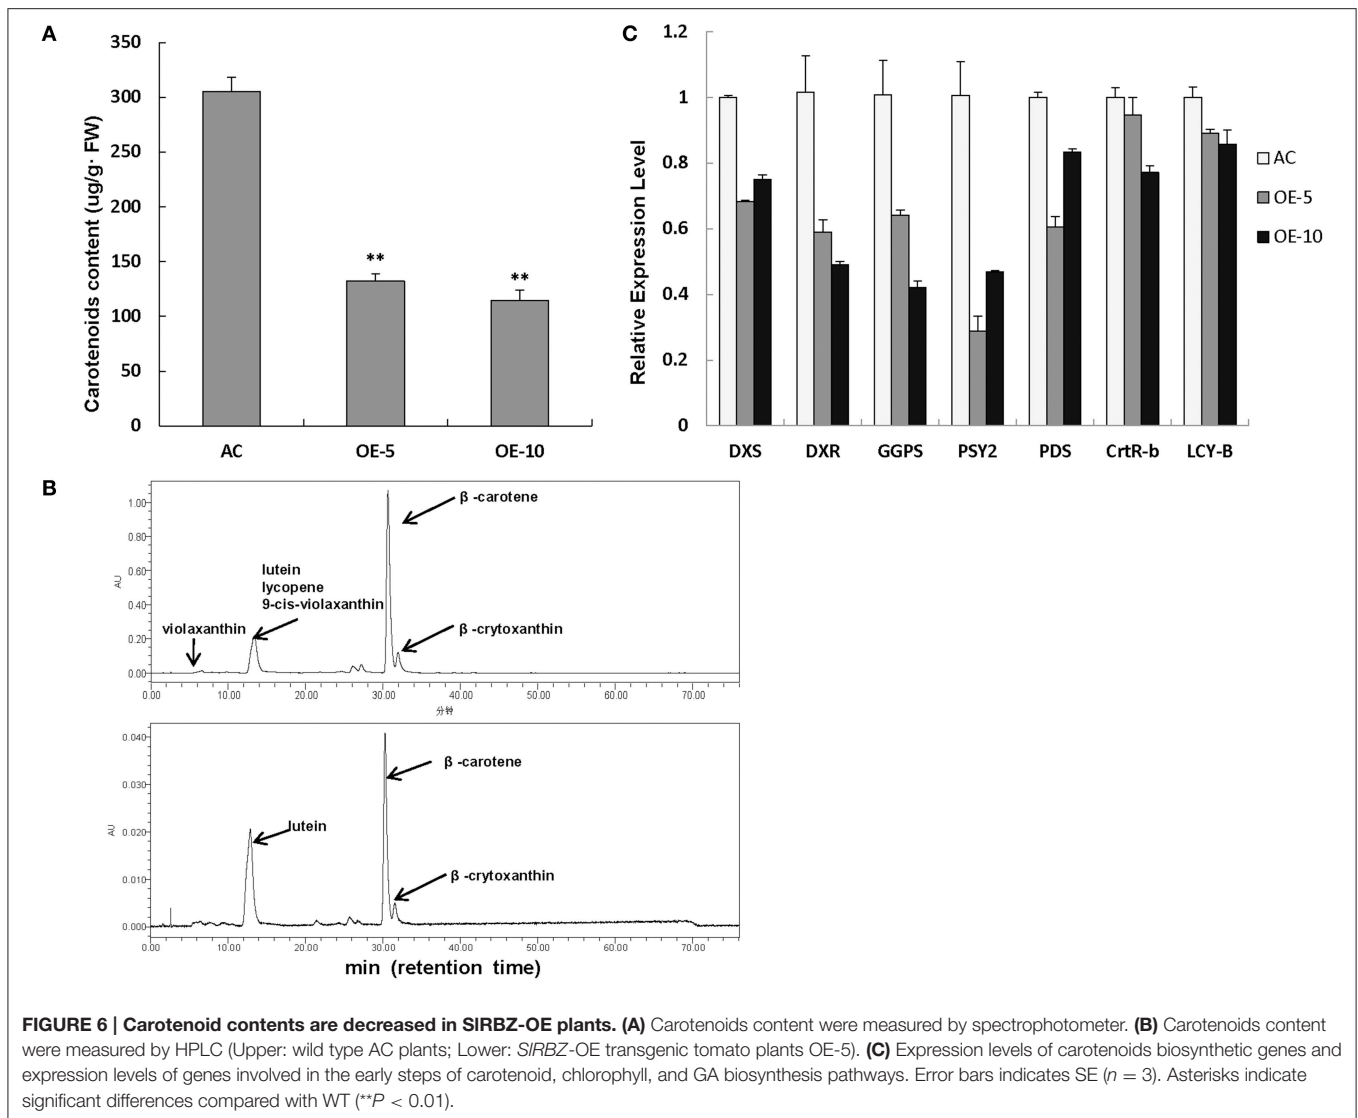 A
350
300
250
200
150
100
50
0
Carotenoids content (ug/g· FW)
**
**
AC
OE-5
OE-10
C
1.2
1
0.8
0.6
0.4
0.2
0
Relative Expression Level
AC
OE-5
OE-10
DXS
DXR
GGPS
PSY2
PDS
CrtR-b
LCY-B
B
1.00
0.80
0.60
0.40
0.20
0.00
AU
β -carotene
lutein
lycopene
9-cis-violaxanthin
violaxanthin
β -crytoxanthin
0.00
10.00
20.00
30.00
40.00
50.00
60.00
70.00
分钟
0.040
0.030
0.020
0.010
0.000
AU
β -carotene
lutein
β -crytoxanthin
0.00
10.00
20.00
30.00
40.00
50.00
60.00
70.00
min (retention time)
FIGURE 6 | Carotenoid contents are decreased in SlRBZ-OE plants. (A) Carotenoids content were measured by spectrophotometer. (B) Carotenoids content
were measured by HPLC (Upper: wild type AC plants; Lower: SlRBZ-OE transgenic tomato plants OE-5). (C) Expression levels of carotenoids biosynthetic genes and
expression levels of genes involved in the early steps of carotenoid, chlorophyll, and GA biosynthesis pathways. Error bars indicates SE (n = 3). Asterisks indicate
significant differences compared with WT (**P < 0.01).